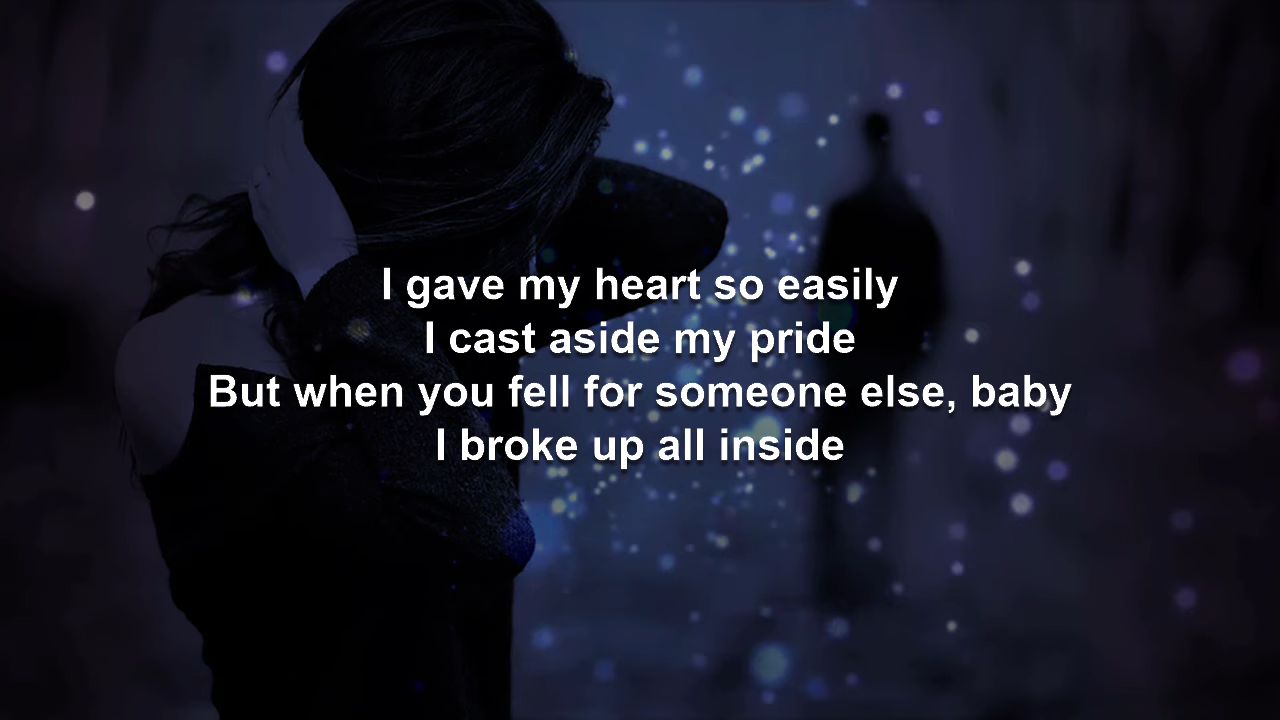 I gave my heart so easily
I cast aside my pride
But when you fell for someone else, baby
I broke up all inside